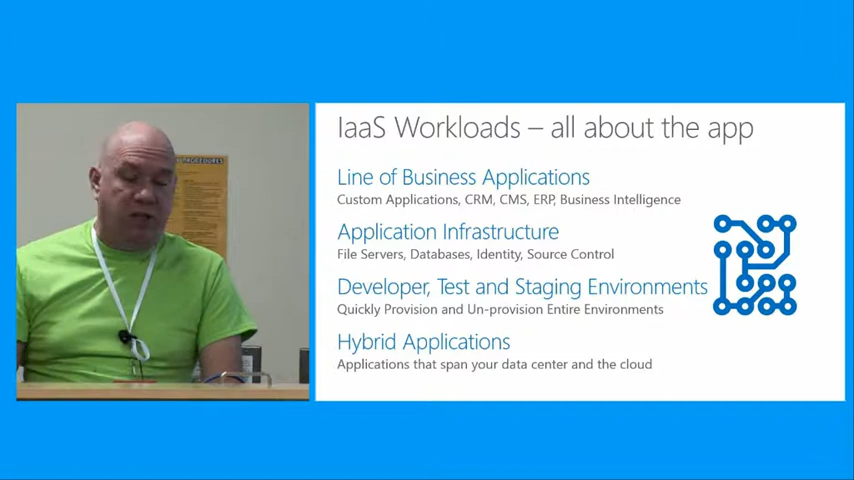 IaaS Workloads – all about the app
Line of Business Applications
Custom Applications, CRM, CMS, ERP, Business Intelligence
Application Infrastructure
File Servers, Databases, Identity, Source Control
Developer, Test and Staging Environments
Quickly Provision and Un-provision Entire Environments
Hybrid Applications
Applications that span your data center and the cloud